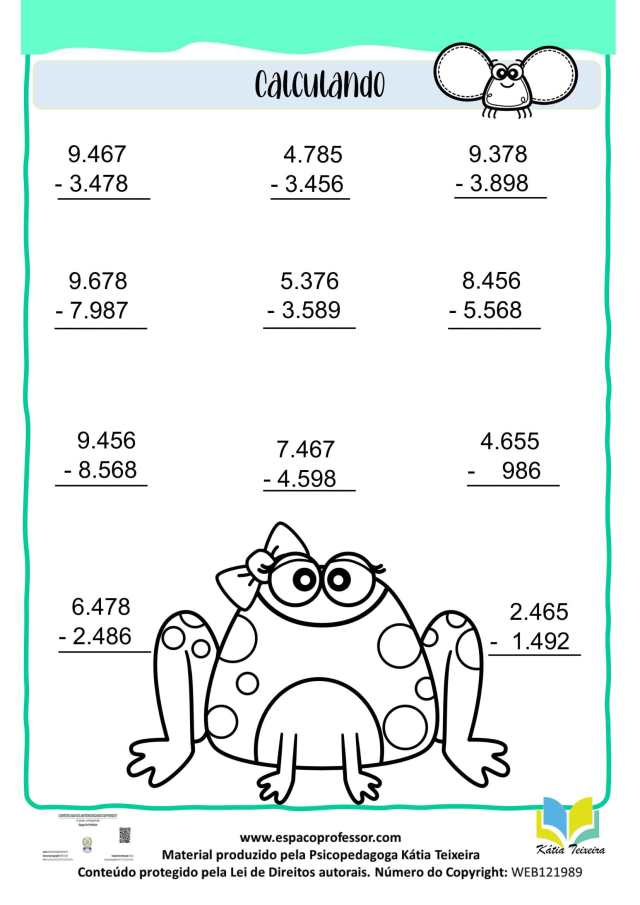 Calculando
9.467 4.785 9.378
- 3.478 - 3.456 - 3.898
9.678 5.376 8.456
- 7.987 - 3.589 - 5.568
9.456 7.467 4.655
- 8.568 - 4.598 - 986
6.478 2.465
- 2.486 - 1.492
www.espacoprofessor.com
Kátia Teixeira
Material produzido pela Psicopedagoga Kátia Teixeira
Conteúdo protegido pela Lei de Direitos autorais. Número do Copyright: WEB121989